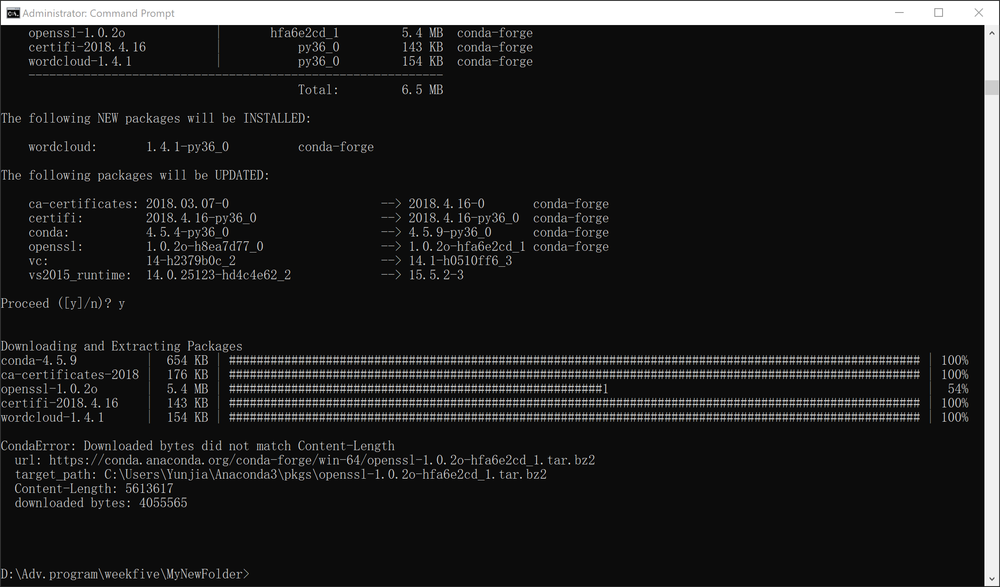 Administrator: Command Prompt
openssl-1.0.2o | hfa6e2cd_1 5.4 MB conda-forge
certifi-2018.4.16 | py36_0 143 KB conda-forge
wordcloud-1.4.1 | py36_0 154 KB conda-forge
------------------------------------------------------------
Total: 6.5 MB
The following NEW packages will be INSTALLED:
wordcloud: 1.4.1-py36_0 conda-forge
The following packages will be UPDATED:
ca-certificates: 2018.03.07-0 --> 2018.4.16-0 conda-forge
certifi: 2018.4.16-py36_0 --> 2018.4.16-py36_0 conda-forge
conda: 4.5.4-py36_0 --> 4.5.9-py36_0 conda-forge
openssl: 1.0.2o-h8ea7d77_0 --> 1.0.2o-hfa6e2cd_1 conda-forge
vc: 14-h2379b0c_2 --> 14.1-h0510ff6_3
vs2015_runtime: 14.0.25123-hd4c4e62_2 --> 15.5.2-3
Proceed ([y]/n)? y
Downloading and Extracting Packages
conda-4.5.9 | 654 KB | #################################################################################################### | 100%
ca-certificates-2018 | 176 KB | #################################################################################################### | 100%
openssl-1.0.2o | 5.4 MB | ######################################################1 | 54%
certifi-2018.4.16 | 143 KB | #################################################################################################### | 100%
wordcloud-1.4.1 | 154 KB | #################################################################################################### | 100%
CondaError: Downloaded bytes did not match Content-Length
url: https://conda.anaconda.org/conda-forge/win-64/openssl-1.0.2o-hfa6e2cd_1.tar.bz2
target_path: C:\Users\Yunjia\Anaconda3\pkgs\openssl-1.0.2o-hfa6e2cd_1.tar.bz2
Content-Length: 5613617
downloaded bytes: 4055565
D:\Adv.program\weekfive\MyNewFolder>